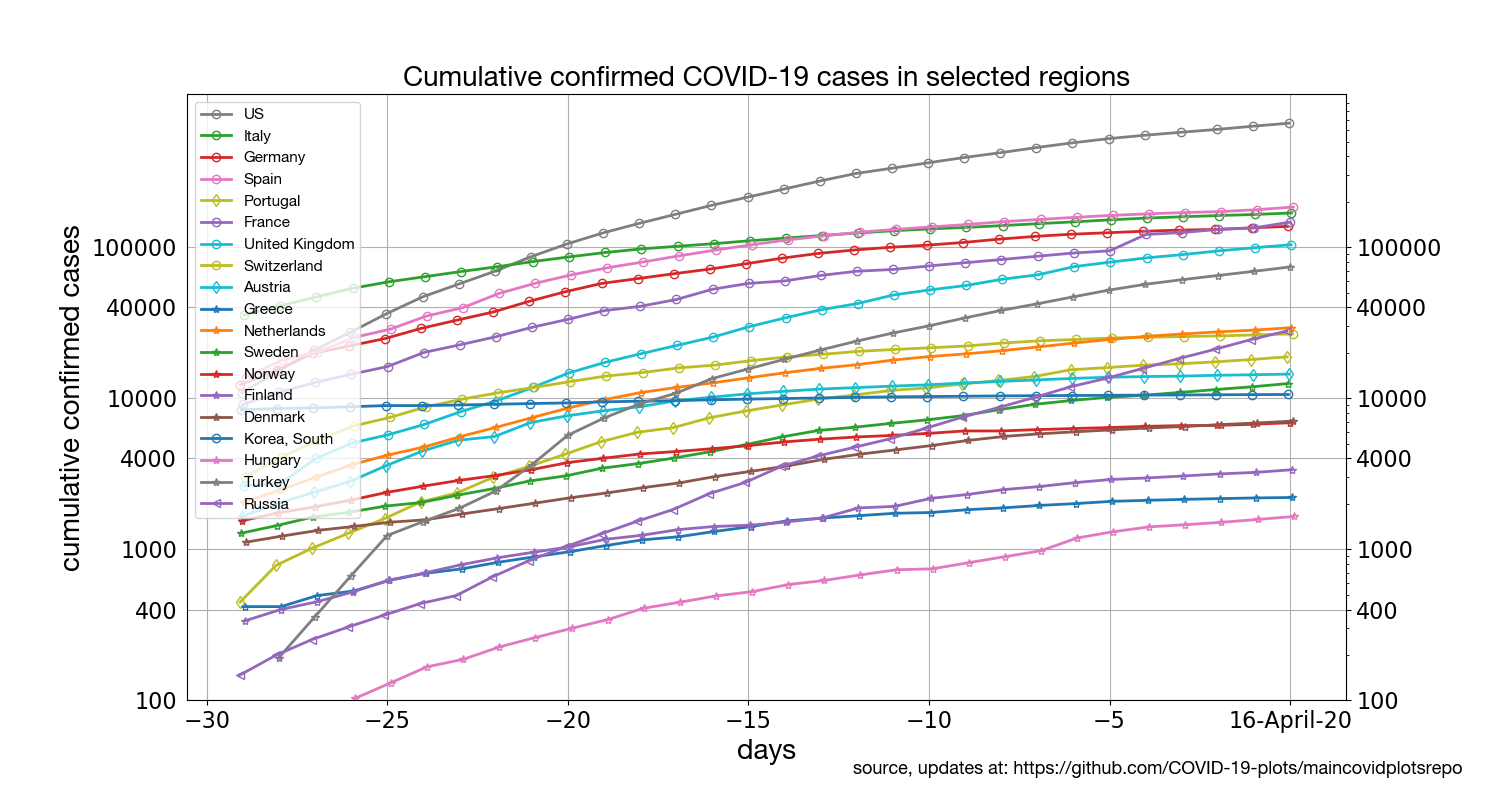 Cumulative confirmed COVID-19 cases in selected regions
cumulative confirmed cases
100000
40000
10000
4000
1000
400
100
US
Italy
Germany
Spain
Portugal
France
United Kingdom
Switzerland
Austria
Greece
Netherlands
Sweden
Norway
Finland
Denmark
Korea, South
Hungary
Turkey
Russia
100000
40000
10000
4000
1000
400
100
−30 −25 −20 −15 −10 −5 16-April-20
days
source, updates at: https://github.com/COVID-19-plots/maincovidplotsrepo